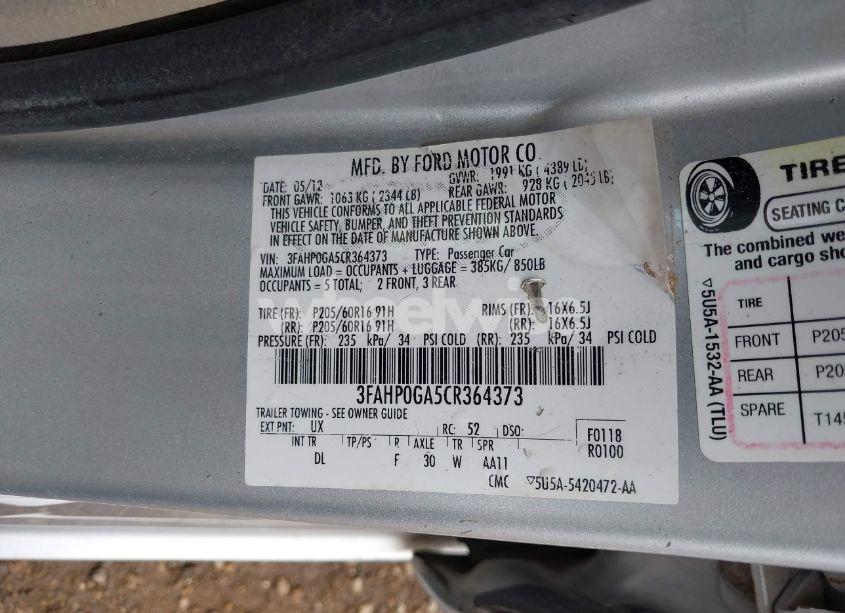 MFD. BY FORD MOTOR CO.
DATE: 05/12 GVWR: 1991 KG ( 4389 LB)
FRONT GAWR: 1063 KG ( 2344 LB) REAR GAWR: 928 KG ( 2045 LB)
THIS VEHICLE CONFORMS TO ALL APPLICABLE FEDERAL MOTOR
VEHICLE SAFETY, BUMPER, AND THEFT PREVENTION STANDARDS
IN EFFECT ON THE DATE OF MANUFACTURE SHOWN ABOVE.
VIN: 3FAHP0GA5CR364373 TYPE: Passenger Car
MAXIMUM LOAD = OCCUPANTS + LUGGAGE = 385KG/ 850LB
OCCUPANTS = 5 TOTAL; 2 FRONT, 3 REAR
TIRE (FR): P205/60R16 91H RIMS (FR): 16X6.5J
(RR): P205/60R16 91H (RR): 16X6.5J
PRESSURE (FR): 235 kPa/ 34 PSI COLD (RR): 235 kPa/ 34 PSI COLD
3FAHP0GA5CR364373
TRAILER TOWING - SEE OWNER GUIDE
EXT PNT: UX RC: 52 DSO: F0118
R0100
INT TR TP/PS R AXLE TR SPR
DL F 30 W AA11
CMC ▽5U5A-5420472-AA
wheelwis
TIRE
SEATING C
The combined we
and cargo sho
TIRE
FRONT P205
REAR P20
SPARE T145
▽5U5A-1532-AA (TLU)